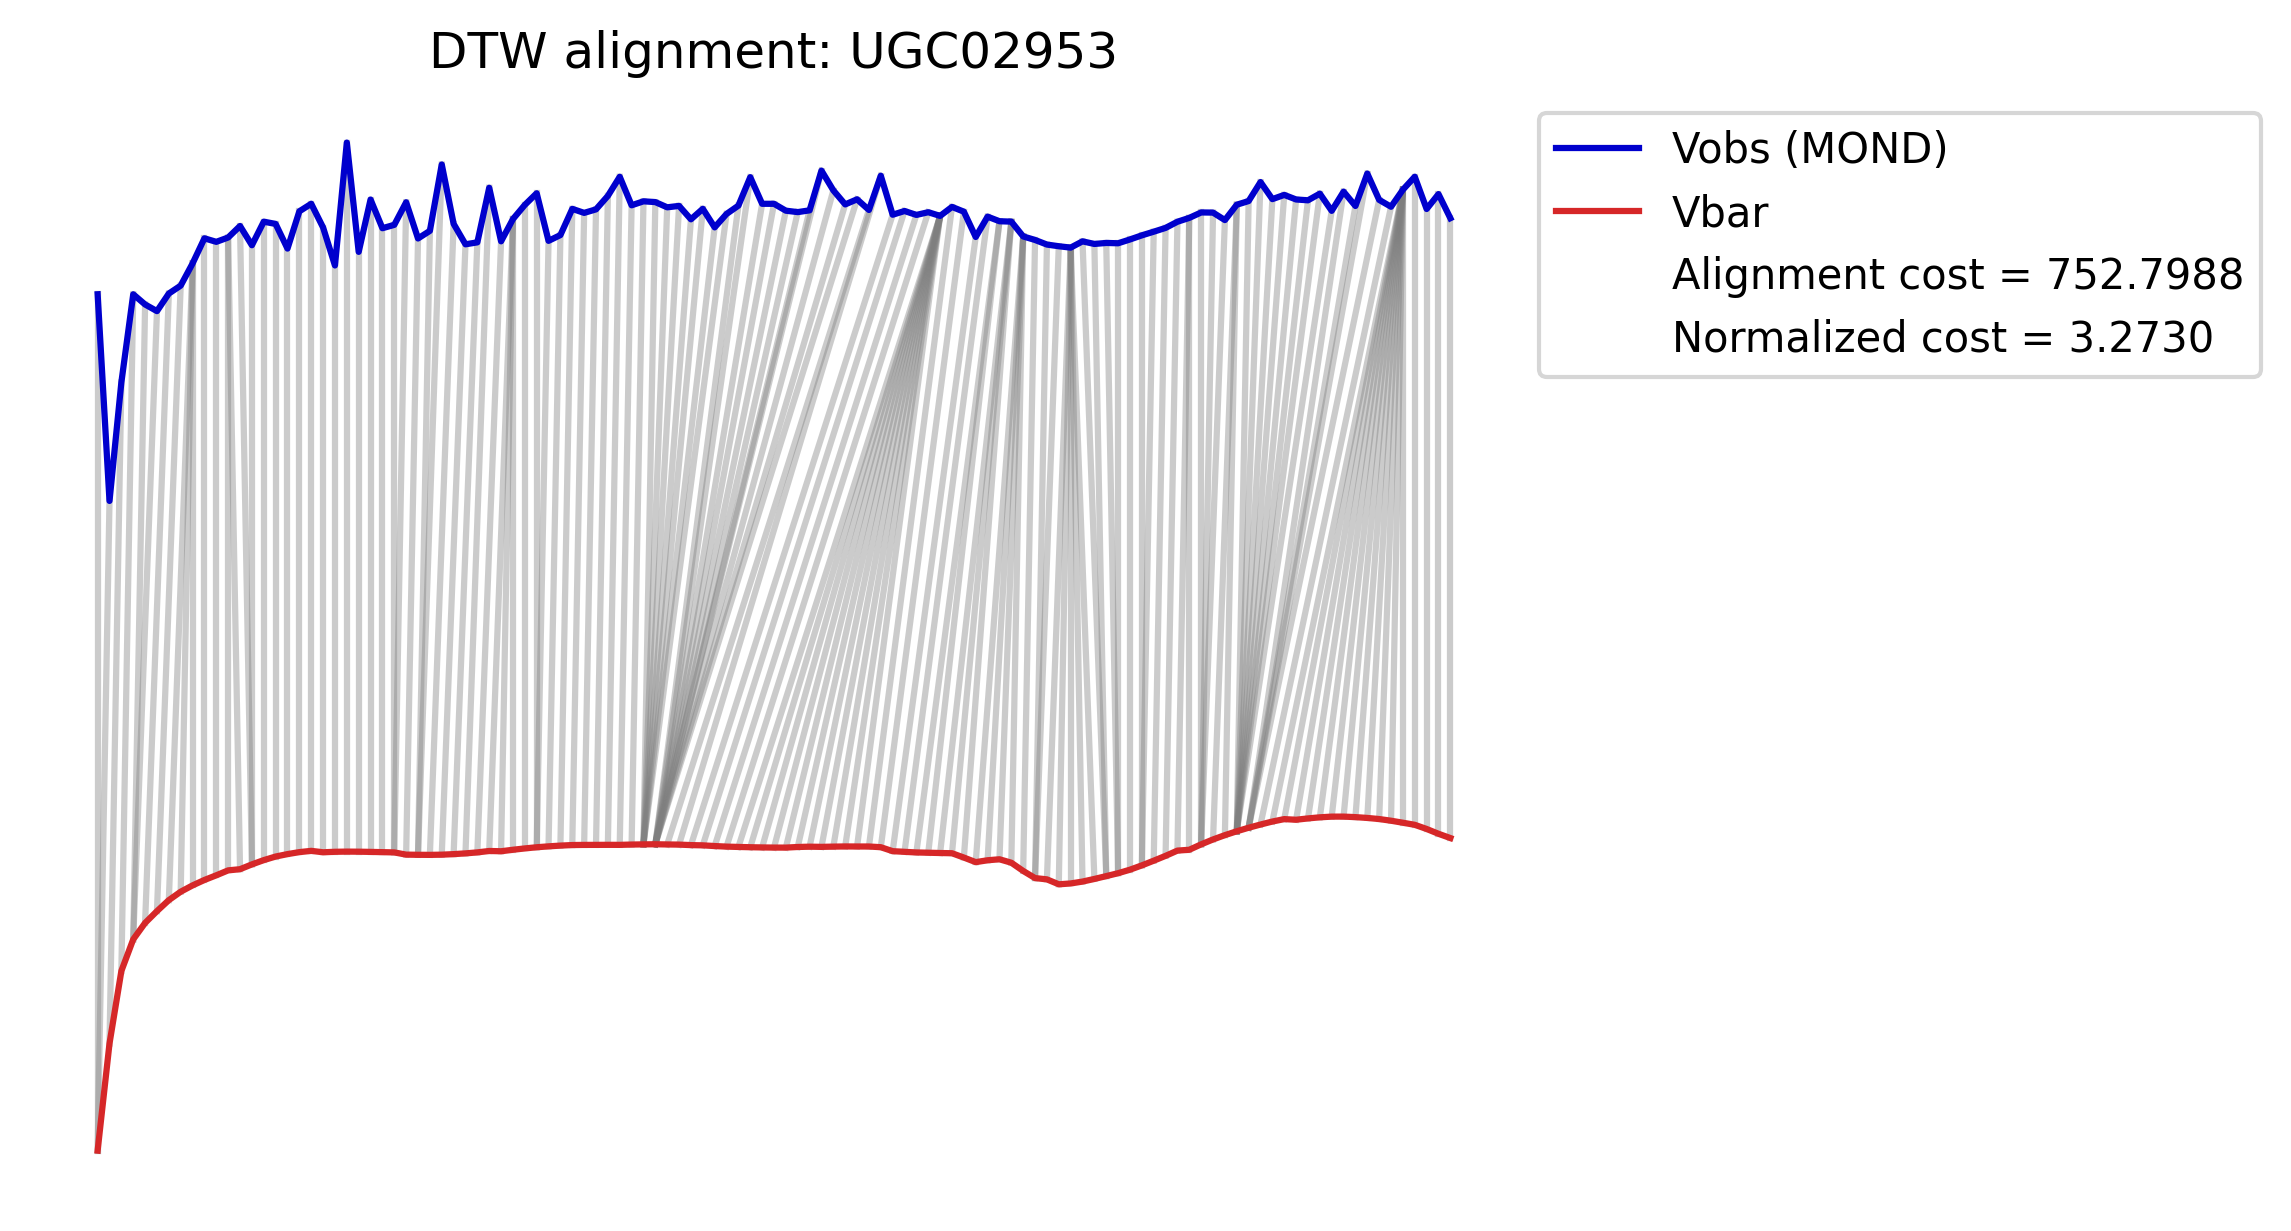 DTW alignment: UGC02953
Vobs (MOND)
Vbar
Alignment cost = 752.7988
Normalized cost = 3.2730